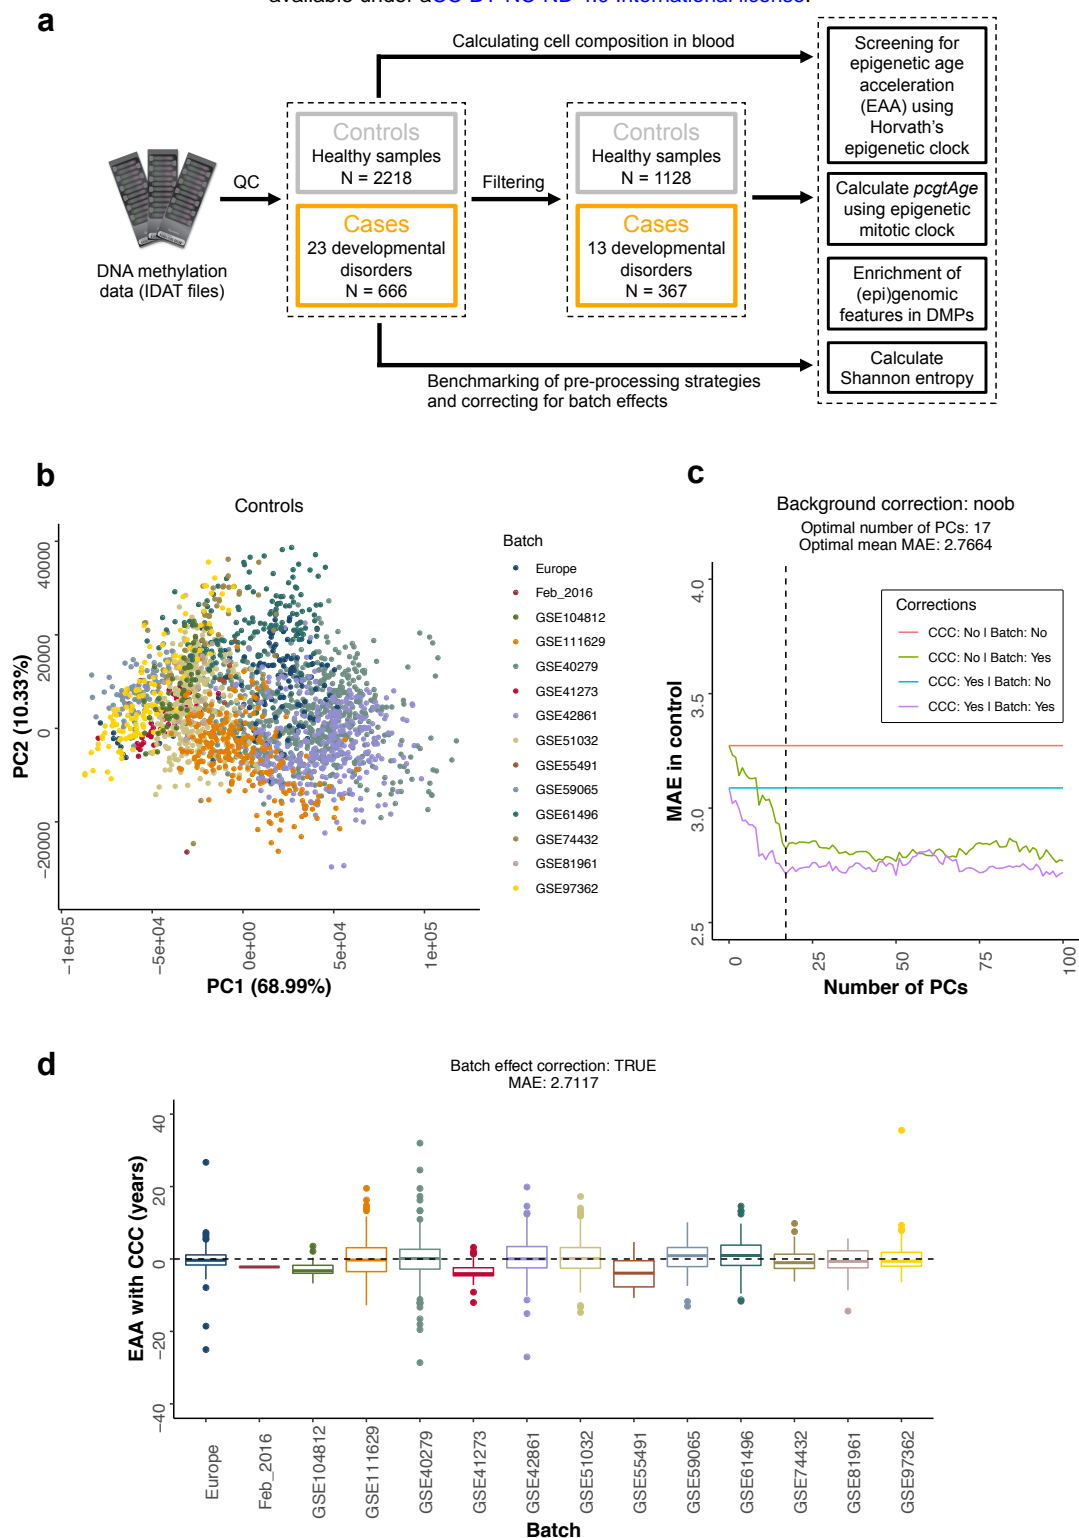 a
Calculating cell composition in blood
Screening for
epigenetic age
acceleration
(EAA) using
Horvath's
epigenetic clock
Controls
Healthy samples
N = 2218
Controls
Healthy samples
N = 1128
QC
Filtering
Cases
23 developmental
disorders
N = 666
Cases
13 developmental
disorders
N = 367
Calculate pcgtAge
using epigenetic
mitotic clock
DNA methylation
data (IDAT files)
Enrichment of
(epi)genomic
features in DMPs
Calculate
Shannon entropy
Benchmarking of pre-processing strategies
and correcting for batch effects
b
Controls
PC2 (10.33%)
40000
20000
0
−20000
−1e+05
−5e+04
0e+00
5e+04
1e+05
PC1 (68.99%)
Batch
Europe
Feb_2016
GSE104812
GSE111629
GSE40279
GSE41273
GSE42861
GSE51032
GSE55491
GSE59065
GSE61496
GSE74432
GSE81961
GSE97362
c
Background correction: noob
Optimal number of PCs: 17
Optimal mean MAE: 2.7664
MAE in control
4.0
3.5
3.0
2.5
Corrections
CCC: No | Batch: No
CCC: No | Batch: Yes
CCC: Yes | Batch: No
CCC: Yes | Batch: Yes
0
25
50
75
100
Number of PCs
d
Batch effect correction: TRUE
MAE: 2.7117
EAA with CCC (years)
40
20
0
−20
−40
Europe
Feb_2016
GSE104812
GSE111629
GSE40279
GSE41273
GSE42861
GSE51032
GSE55491
GSE59065
GSE61496
GSE74432
GSE81961
GSE97362
Batch